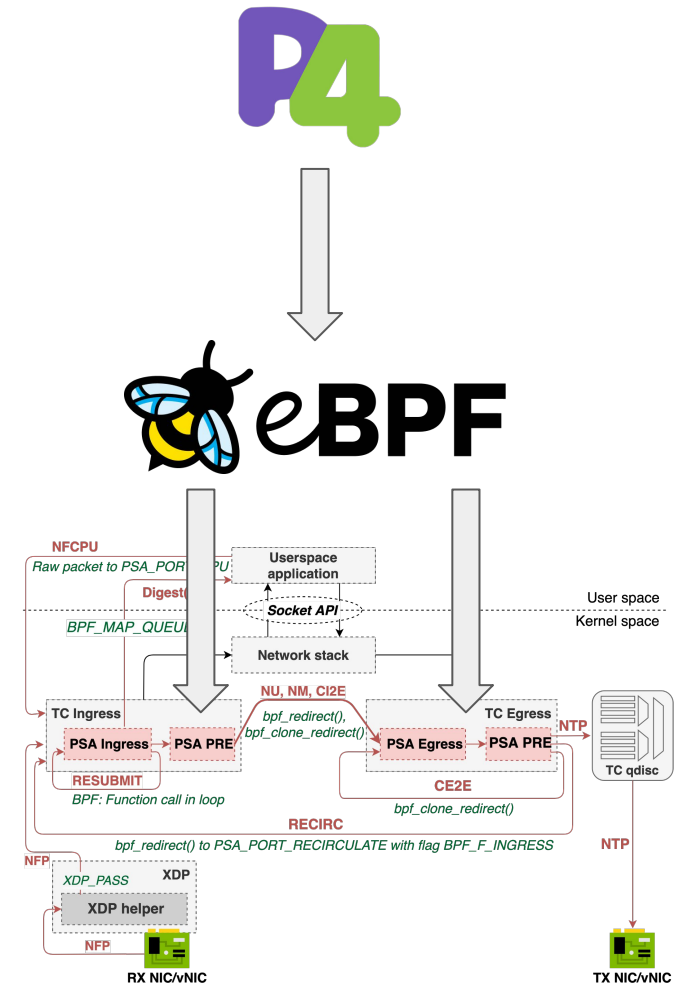 P4
eBPF
NFCPU
Raw packet to PSA_POR PU
Userspace
application
Digest(
Socket API
User space
Kernel space
BPF_MAP_QUEU
Network stack
NU, NM, CI2E
TC Ingress
bpf_redirect(),
bpf_clone_redirect()
TC Egress
NTP
PSA Ingress
PSA PRE
PSA Egress
PSA PRE
TC qdisc
RESUBMIT
BPF: Function call in loop
CE2E
bpf_clone_redirect()
RECIRC
bpf_redirect() to PSA_PORT_RECIRCULATE with flag BPF_F_INGRESS
NTP
NFP
XDP_PASS
XDP
XDP helper
NFP
RX NIC/vNIC
TX NIC/vNIC